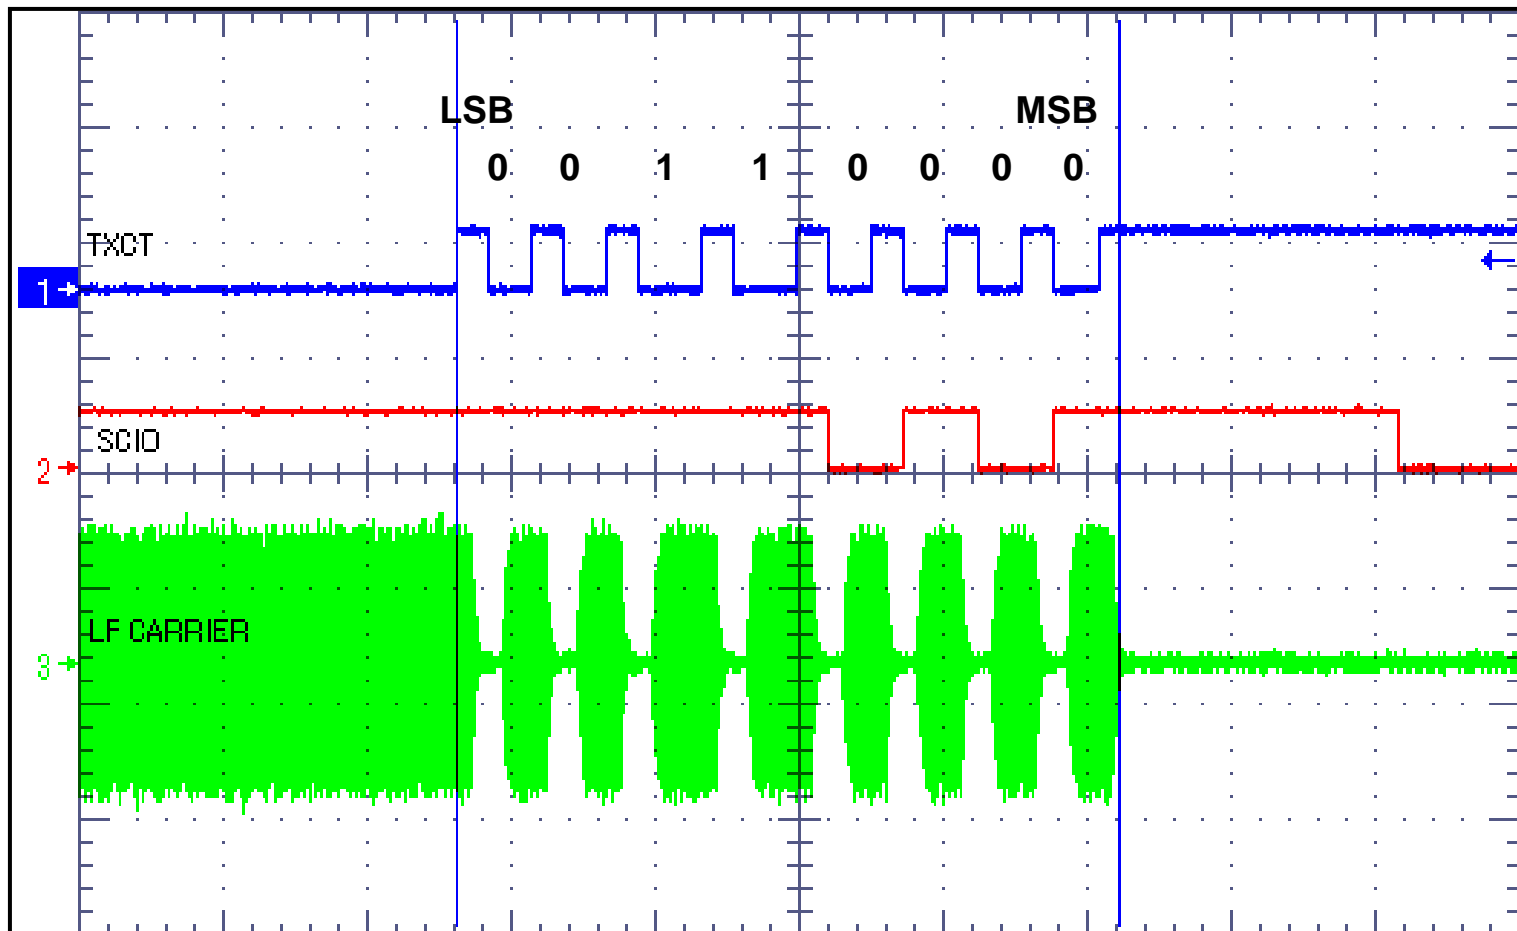 LSB MSB
0 0 1 1 0 0 0 0
TXCT
1
SCIO
2
LF CARRIER
3